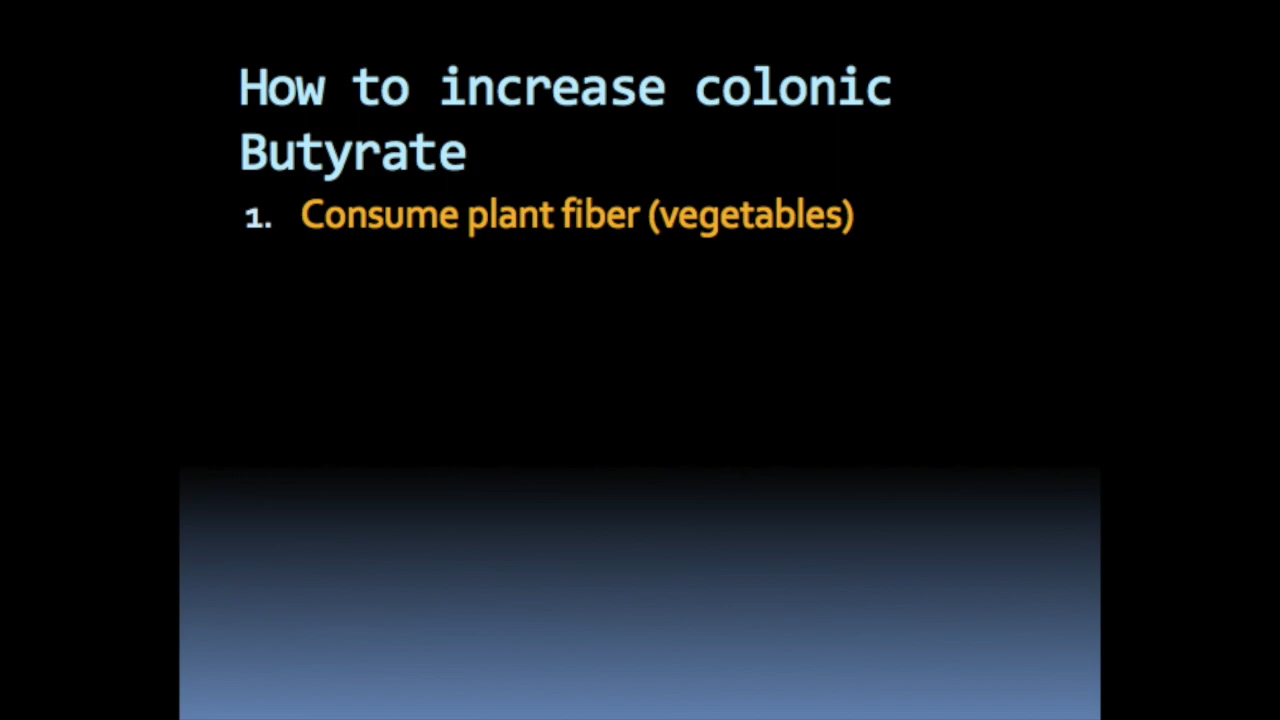 How to increase colonic
Butyrate
1. Consume plant fiber (vegetables)